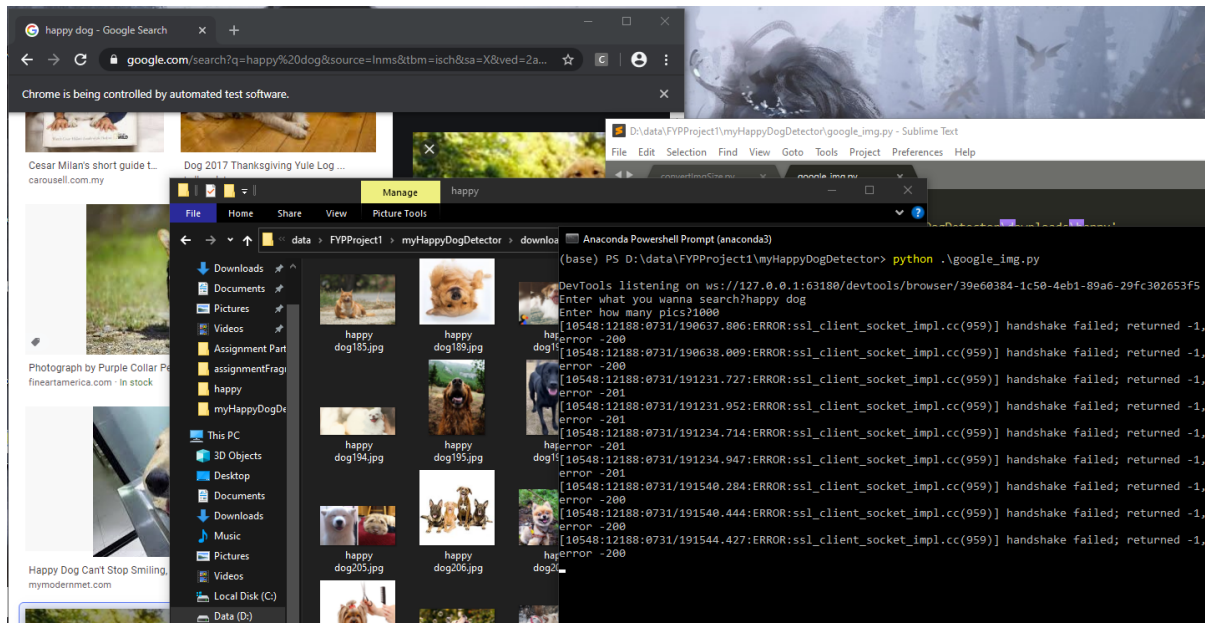 happy dog - Google Search
google.com/search?q=happy%20dog&source=lnms&tbm=isch&sa=X&ved=2a...
Chrome is being controlled by automated test software.
Cesar Milan's short guide t...
carousell.com.my
Dog 2017 Thanksgiving Yule Log ...
Photograph by Purple Collar Pe
fineartamerica.com · In stock
Happy Dog Can't Stop Smiling,
mymodernmet.com
D:\data\FYPProject1\myHappyDogDetector\google_img.py - Sublime Text
File Edit Selection Find View Goto Tools Project Preferences Help
convertImgSize.py google_img.py
Manage happy
File Home Share View Picture Tools
data › FYPProject1 › myHappyDogDetector › downloa
Downloads
Documents
Pictures
Videos
Assignment Part
assignmentFragı
happy
myHappyDogDe
This PC
3D Objects
Desktop
Documents
Downloads
Music
Pictures
Videos
Local Disk (C:)
Data (D:)
happy
dog185.jpg
happy
dog189.jpg
happy
dog194.jpg
happy
dog195.jpg
happy
dog205.jpg
happy
dog206.jpg
Anaconda Powershell Prompt (anaconda3)
(base) PS D:\data\FYPProject1\myHappyDogDetector> python .\google_img.py
DevTools listening on ws://127.0.0.1:63180/devtools/browser/39e60384-1c50-4eb1-89a6-29fc302653f5
Enter what you wanna search?happy dog
Enter how many pics?1000
[10548:12188:0731/190637.806:ERROR:ssl_client_socket_impl.cc(959)] handshake failed; returned -1,
error -200
[10548:12188:0731/190638.009:ERROR:ssl_client_socket_impl.cc(959)] handshake failed; returned -1,
error -200
[10548:12188:0731/191231.727:ERROR:ssl_client_socket_impl.cc(959)] handshake failed; returned -1,
error -201
[10548:12188:0731/191231.952:ERROR:ssl_client_socket_impl.cc(959)] handshake failed; returned -1,
error -201
[10548:12188:0731/191234.714:ERROR:ssl_client_socket_impl.cc(959)] handshake failed; returned -1,
error -201
[10548:12188:0731/191234.947:ERROR:ssl_client_socket_impl.cc(959)] handshake failed; returned -1,
error -201
[10548:12188:0731/191540.284:ERROR:ssl_client_socket_impl.cc(959)] handshake failed; returned -1,
error -200
[10548:12188:0731/191540.444:ERROR:ssl_client_socket_impl.cc(959)] handshake failed; returned -1,
error -200
[10548:12188:0731/191544.427:ERROR:ssl_client_socket_impl.cc(959)] handshake failed; returned -1,
error -200